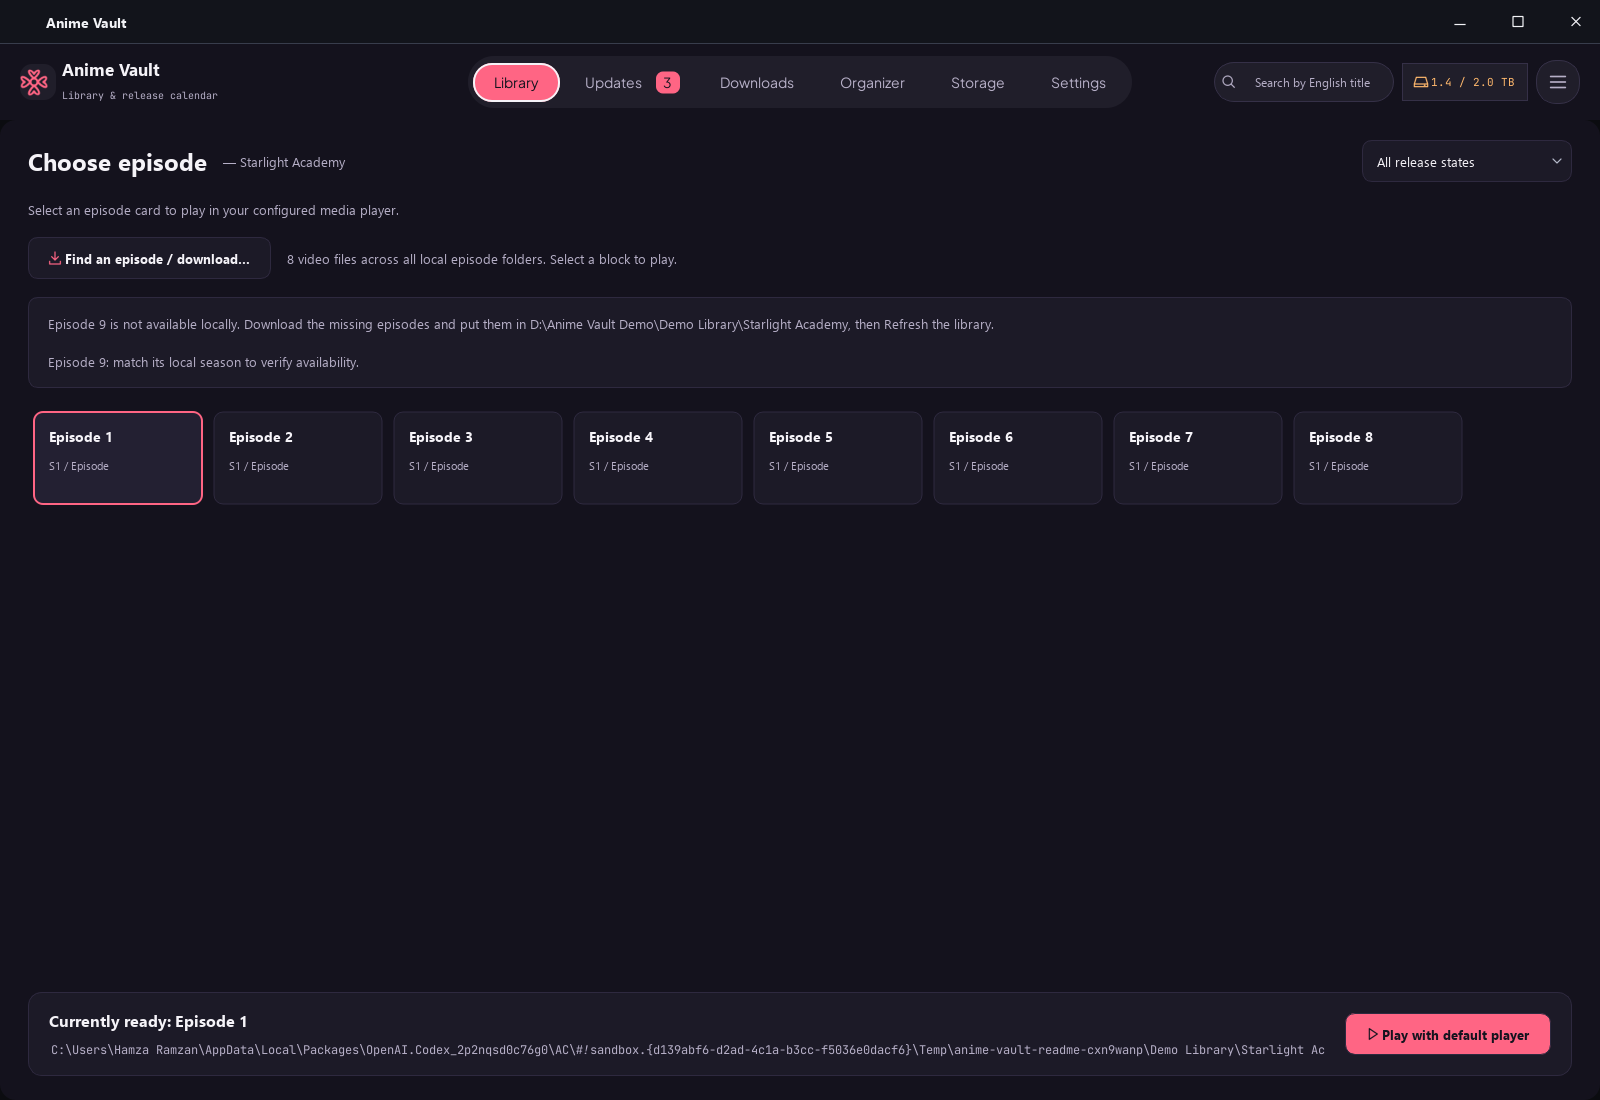 Anime Vault
Anime Vault
Library & release calendar
Library
Updates 3
Downloads
Organizer
Storage
Settings
Search by English title
1.4 / 2.0 TB
Choose episode — Starlight Academy
All release states
Select an episode card to play in your configured media player.
Find an episode / download...
8 video files across all local episode folders. Select a block to play.
Episode 9 is not available locally. Download the missing episodes and put them in D:\Anime Vault Demo\Demo Library\Starlight Academy, then Refresh the library.
Episode 9: match its local season to verify availability.
Episode 1
S1 / Episode
Episode 2
S1 / Episode
Episode 3
S1 / Episode
Episode 4
S1 / Episode
Episode 5
S1 / Episode
Episode 6
S1 / Episode
Episode 7
S1 / Episode
Episode 8
S1 / Episode
Currently ready: Episode 1
C:\Users\Hamza Ramzan\AppData\Local\Packages\OpenAI.Codex_2p2nqsd0c76g0\AC\#!sandbox.{d139abf6-d2ad-4c1a-b3cc-f5036e0dacf6}\Temp\anime-vault-readme-cxn9wanp\Demo Library\Starlight Ac
Play with default player